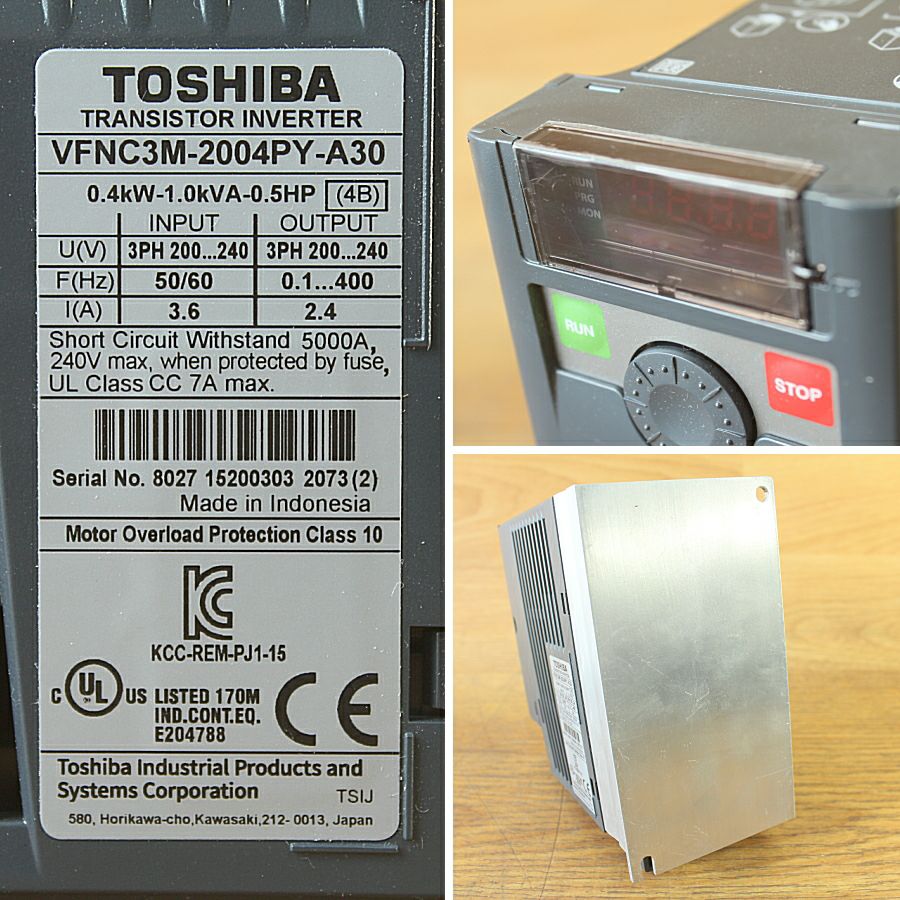 TOSHIBA
TRANSISTOR INVERTER
VFNC3M-2004PY-A30
0.4kW-1.0kVA-0.5HP (4B)
INPUT OUTPUT
U(V) 3PH 200...240 3PH 200...240
F(Hz) 50/60 0.1...400
I(A) 3.6 2.4
Short Circuit Withstand 5000A,
240V max, when protected by fuse,
UL Class CC 7A max.
Serial No. 8027 15200303 2073(2)
Made in Indonesia
Motor Overload Protection Class 10
KCC-REM-PJ1-15
C UL US LISTED 170M
IND.CONT.EQ.
E204788
CE
Toshiba Industrial Products and
Systems Corporation TSIJ
580, Horikawa-cho,Kawasaki,212- 0013, Japan
RUN
PRG
MON
RUN
STOP
TOSHIBA